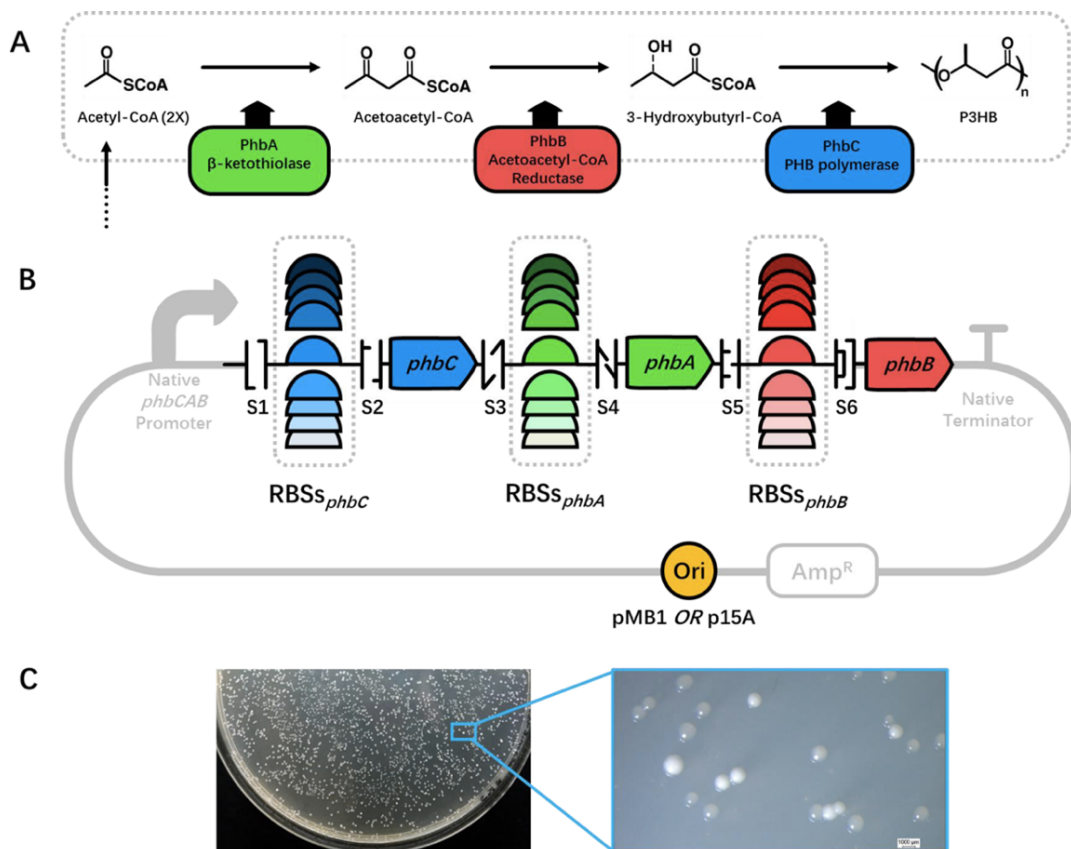 A
O
SCoA
O O
SCoA
OH O
SCoA
O
O
n
Acetyl-CoA (2X)
Acetoacetyl-CoA
3-Hydroxybutyrl-CoA
P3HB
PhbA
β-ketothiolase
PhbB
Acetoacetyl-CoA
Reductase
PhbC
PHB polymerase
B
Native
phbCAB
Promoter
S1
S2
phbC
S3
S4
phbA
S5
S6
phbB
Native
Terminator
RBSsphbC
RBSsphbA
RBSsphbB
Ori
AmpR
pMB1 OR p15A
C
1000 μm